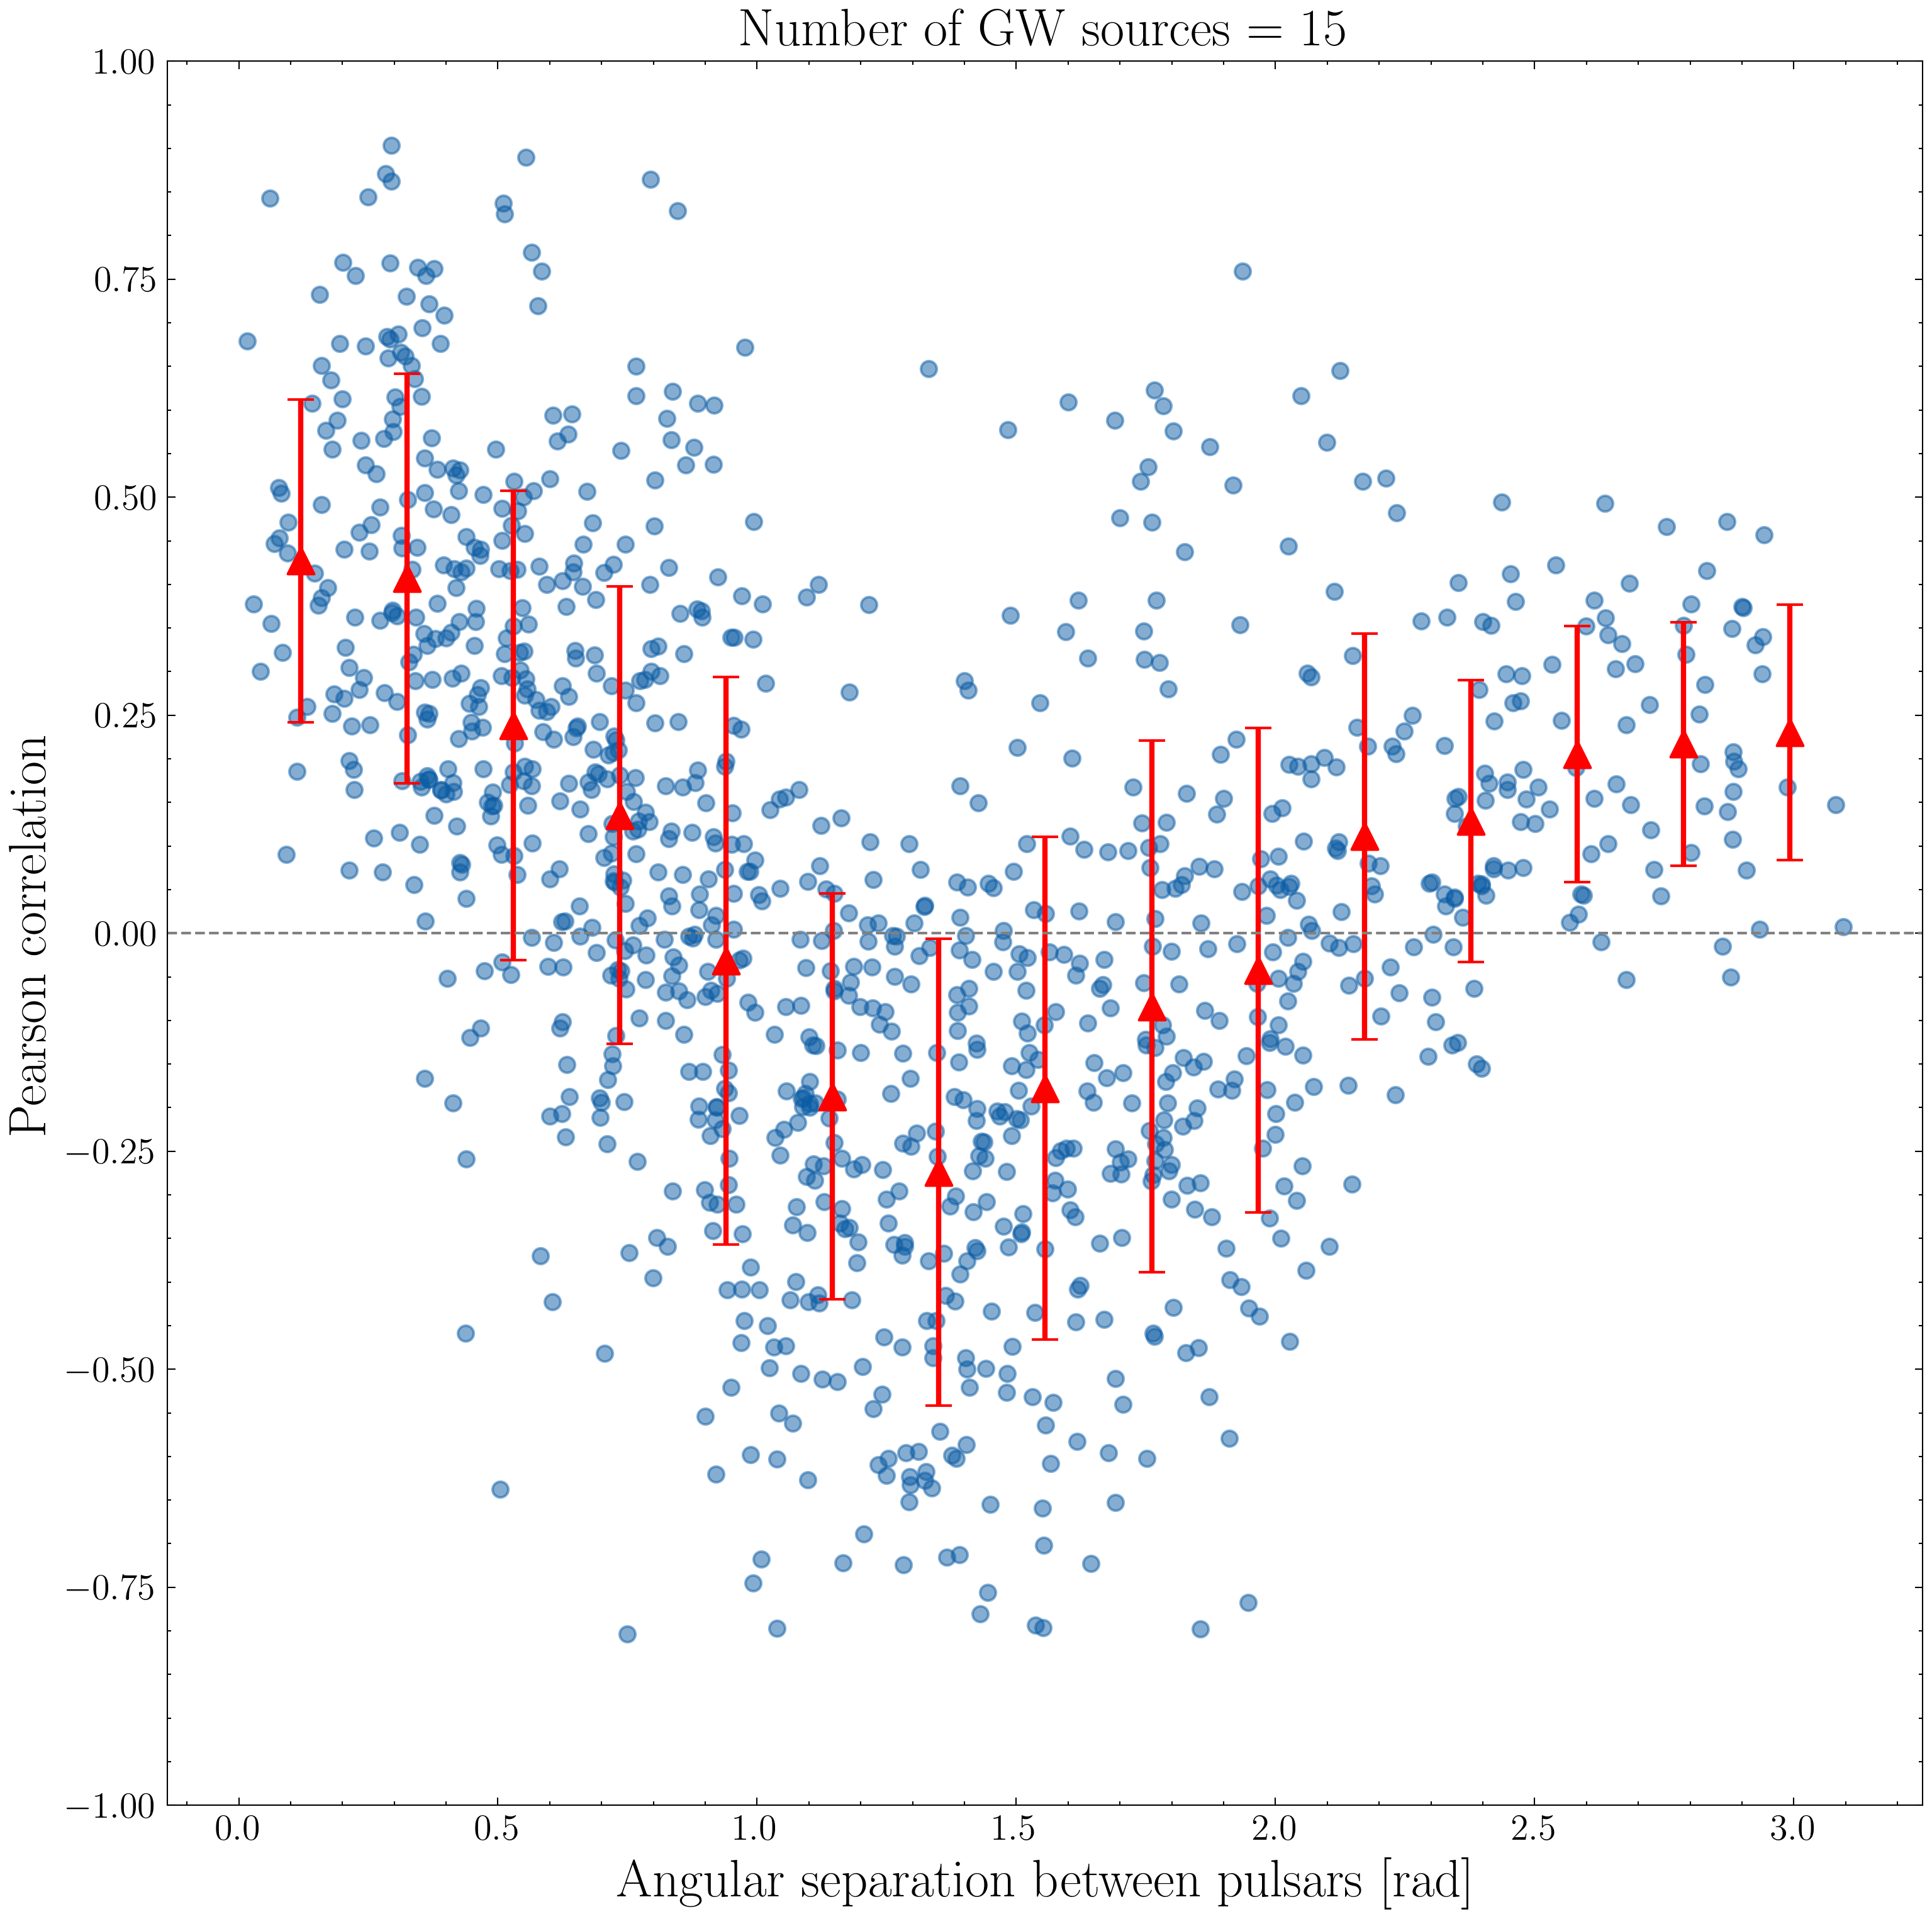 Number of GW sources = 15
1.00
0.75
0.50
0.25
0.00
−0.25
−0.50
−0.75
−1.00
Pearson correlation
0.0 0.5 1.0 1.5 2.0 2.5 3.0
Angular separation between pulsars [rad]